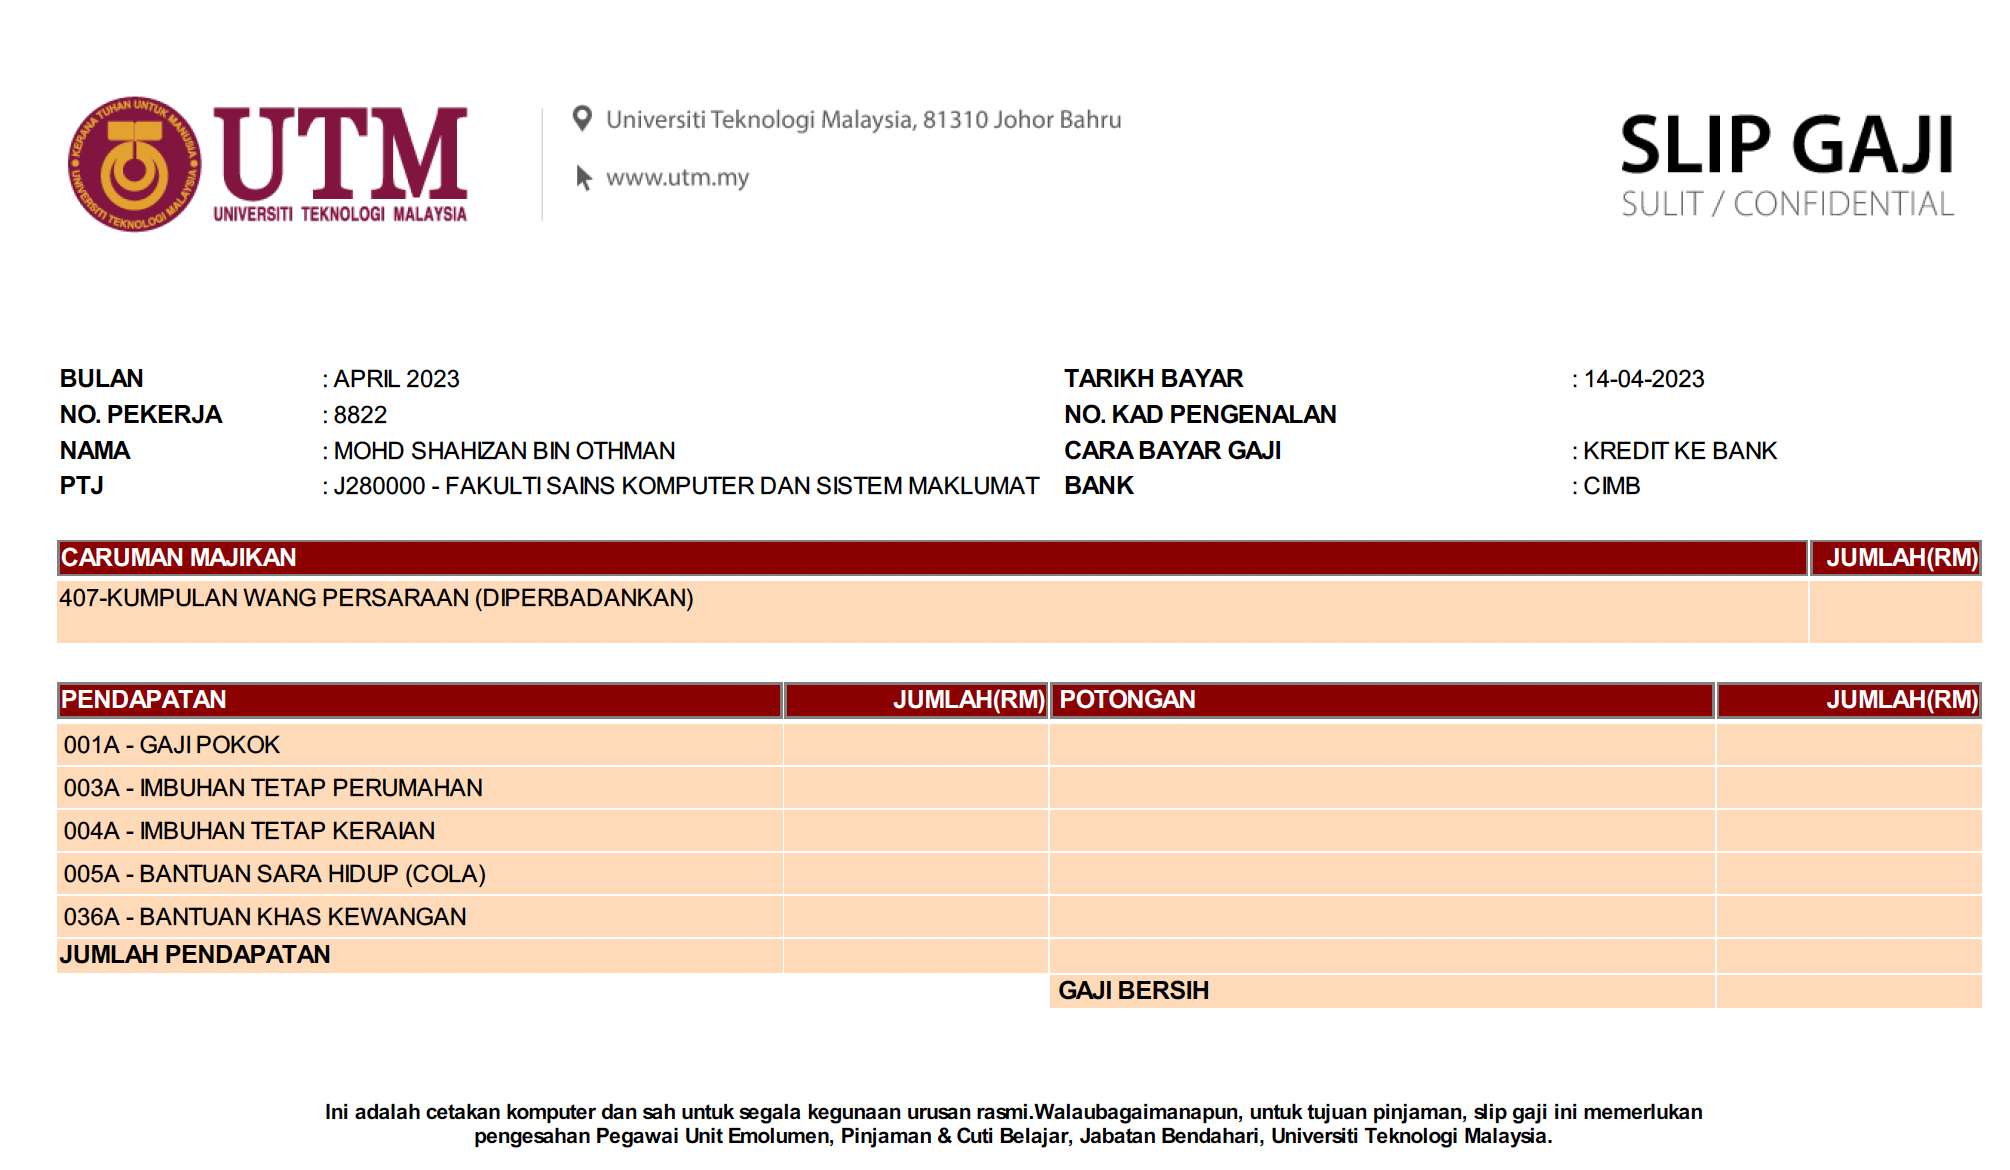 KERANA TUHAN UNTUK MANUSIA
UNIVERSITI TEKNOLOGI MALAYSIA
UTM
UNIVERSITI TEKNOLOGI MALAYSIA
Universiti Teknologi Malaysia, 81310 Johor Bahru
www.utm.my
SLIP GAJI
SULIT / CONFIDENTIAL
BULAN : APRIL 2023 TARIKH BAYAR : 14-04-2023
NO. PEKERJA : 8822 NO. KAD PENGENALAN
NAMA : MOHD SHAHIZAN BIN OTHMAN CARA BAYAR GAJI : KREDIT KE BANK
PTJ : J280000 - FAKULTI SAINS KOMPUTER DAN SISTEM MAKLUMAT BANK : CIMB
CARUMAN MAJIKAN JUMLAH(RM)
407-KUMPULAN WANG PERSARAAN (DIPERBADANKAN)
PENDAPATAN JUMLAH(RM) POTONGAN JUMLAH(RM)
001A - GAJI POKOK
003A - IMBUHAN TETAP PERUMAHAN
004A - IMBUHAN TETAP KERAIAN
005A - BANTUAN SARA HIDUP (COLA)
036A - BANTUAN KHAS KEWANGAN
JUMLAH PENDAPATAN
GAJI BERSIH
Ini adalah cetakan komputer dan sah untuk segala kegunaan urusan rasmi.Walaubagaimanapun, untuk tujuan pinjaman, slip gaji ini memerlukan
pengesahan Pegawai Unit Emolumen, Pinjaman & Cuti Belajar, Jabatan Bendahari, Universiti Teknologi Malaysia.